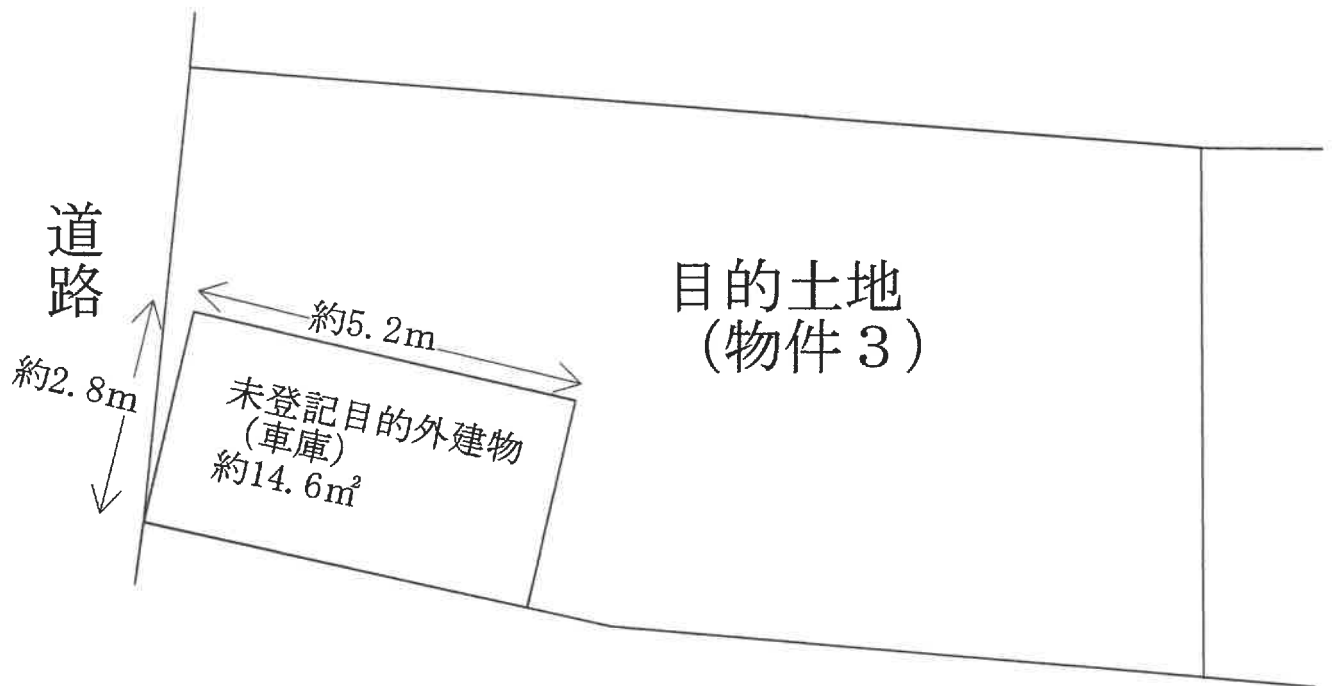 道路
目的土地
(物件3)
約5.2m
約2.8m
未登記目的外建物
(車庫)
約14.6㎡